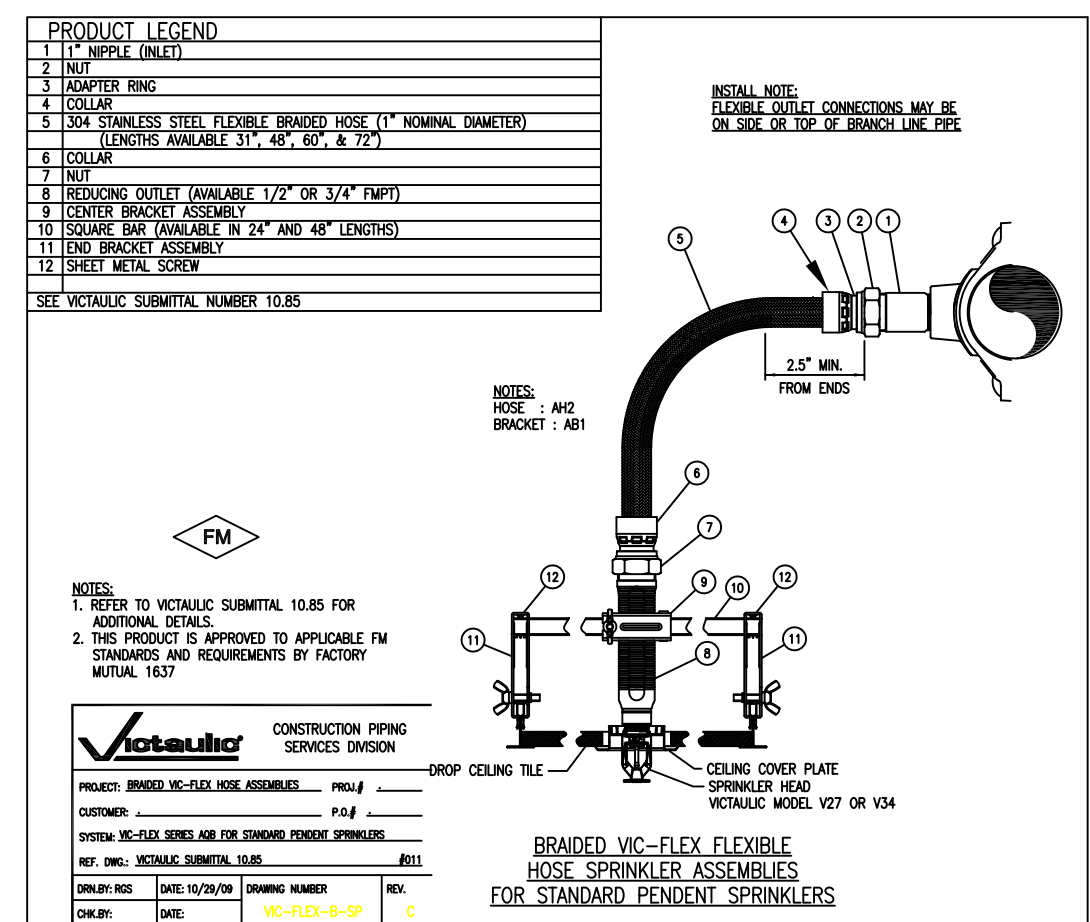 PRODUCT LEGEND
1 1" NIPPLE (INLET)
2 NUT
3 ADAPTER RING
4 COLLAR
5 304 STAINLESS STEEL FLEXIBLE BRAIDED HOSE (1" NOMINAL DIAMETER)
(LENGTHS AVAILABLE 31", 48", 60", & 72")
6 COLLAR
7 NUT
8 REDUCING OUTLET (AVAILABLE 1/2" OR 3/4" FMPT)
9 CENTER BRACKET ASSEMBLY
10 SQUARE BAR (AVAILABLE IN 24" AND 48" LENGTHS)
11 END BRACKET ASSEMBLY
12 SHEET METAL SCREW
SEE VICTAULIC SUBMITTAL NUMBER 10.85
INSTALL NOTE:
FLEXIBLE OUTLET CONNECTIONS MAY BE
ON SIDE OR TOP OF BRANCH LINE PIPE
4
3
2
1
5
2.5" MIN.
FROM ENDS
NOTES:
HOSE : AH2
BRACKET : AB1
6
7
12
9
10
12
11
11
8
FM
NOTES:
1. REFER TO VICTAULIC SUBMITTAL 10.85 FOR
ADDITIONAL DETAILS.
2. THIS PRODUCT IS APPROVED TO APPLICABLE FM
STANDARDS AND REQUIREMENTS BY FACTORY
MUTUAL 1637
DROP CEILING TILE
CEILING COVER PLATE
SPRINKLER HEAD
VICTAULIC MODEL V27 OR V34
BRAIDED VIC-FLEX FLEXIBLE
HOSE SPRINKLER ASSEMBLIES
FOR STANDARD PENDENT SPRINKLERS
Victaulic
CONSTRUCTION PIPING
SERVICES DIVISION
PROJECT: BRAIDED VIC-FLEX HOSE ASSEMBLIES PROJ.# .
CUSTOMER: . P.O.# .
SYSTEM: VIC-FLEX SERIES AQB FOR STANDARD PENDENT SPRINKLERS
REF. DWG.: VICTAULIC SUBMITTAL 10.85 #011
DRN.BY: RGS DATE: 10/29/09 DRAWING NUMBER REV.
CHK.BY: DATE: VIC-FLEX-B-SP C